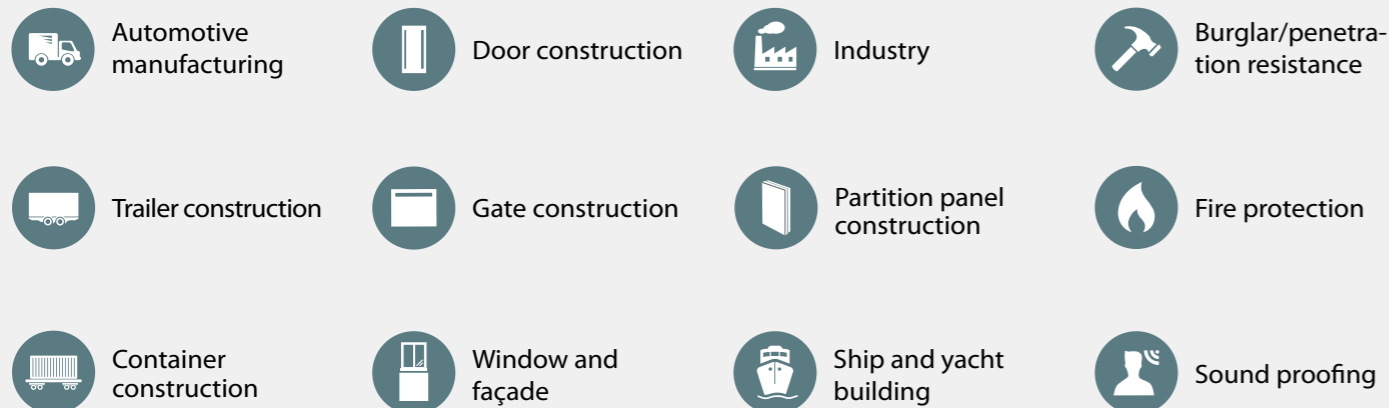 Automotive
manufacturing
Door construction
Industry
Burglar/penetra-
tion resistance
Trailer construction
Gate construction
Partition panel
construction
Fire protection
Container
construction
Window and
façade
Ship and yacht
building
Sound proofing